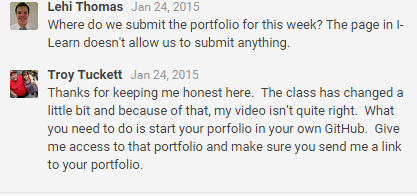 Lehi Thomas Jan 24, 2015
Where do we submit the portfolio for this week? The page in I-
Learn doesn't allow us to submit anything.
Troy Tuckett Jan 24, 2015
Thanks for keeping me honest here.  The class has changed a
little bit and because of that, my video isn't quite right.  What
you need to do is start your porfolio in your own GitHub.  Give
me access to that portfolio and make sure you send me a link
to your portfolio.